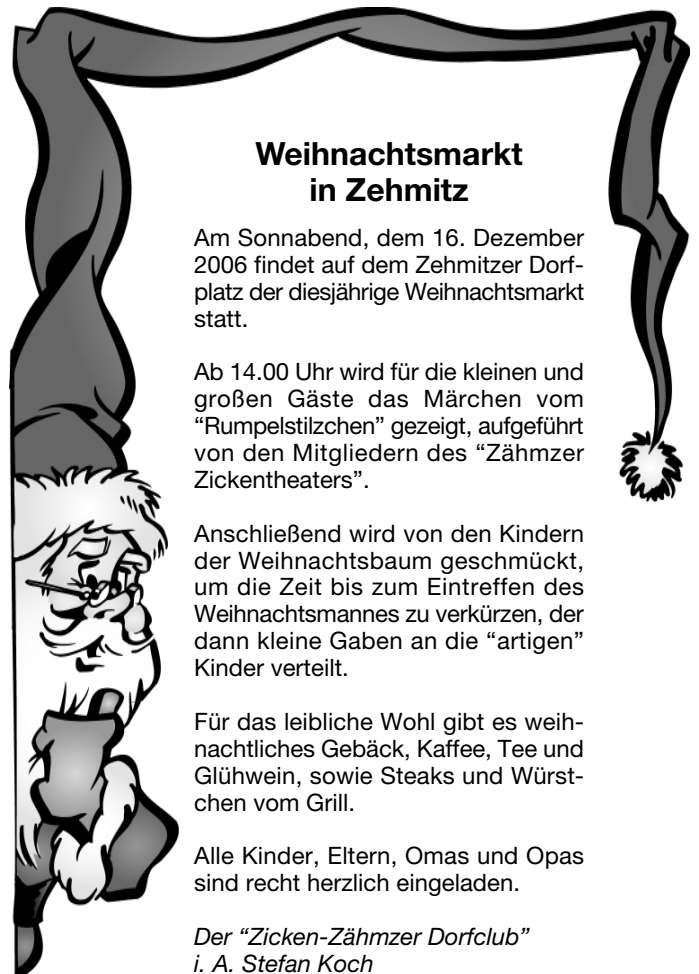 Weihnachtsmarkt
in Zehmitz
Am Sonnabend, dem 16. Dezember
2006 findet auf dem Zehmitzer Dorf-
platz der diesjährige Weihnachtsmarkt
statt.
Ab 14.00 Uhr wird für die kleinen und
großen Gäste das Märchen vom
“Rumpelstilzchen” gezeigt, aufgeführt
von den Mitgliedern des “Zähmzer
Zickentheaters”.
Anschließend wird von den Kindern
der Weihnachtsbaum geschmückt,
um die Zeit bis zum Eintreffen des
Weihnachtsmannes zu verkürzen, der
dann kleine Gaben an die “artigen”
Kinder verteilt.
Für das leibliche Wohl gibt es weih-
nachtliches Gebäck, Kaffee, Tee und
Glühwein, sowie Steaks und Würst-
chen vom Grill.
Alle Kinder, Eltern, Omas und Opas
sind recht herzlich eingeladen.
Der “Zicken-Zähmzer Dorfclub”
i. A. Stefan Koch